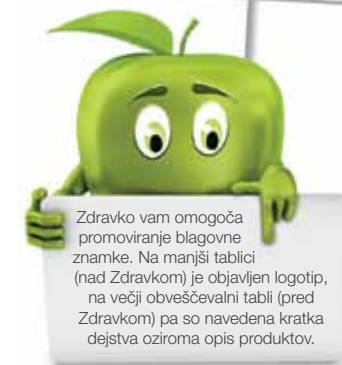 Zdravko vam omogoča
promoviranje blagovne
znamke. Na manjši tablici
(nad Zdravkom) je objavljen logotip,
na večji obveščevalni tabli (pred
Zdravkom) pa so navedena kratka
dejstva oziroma opis produktov.